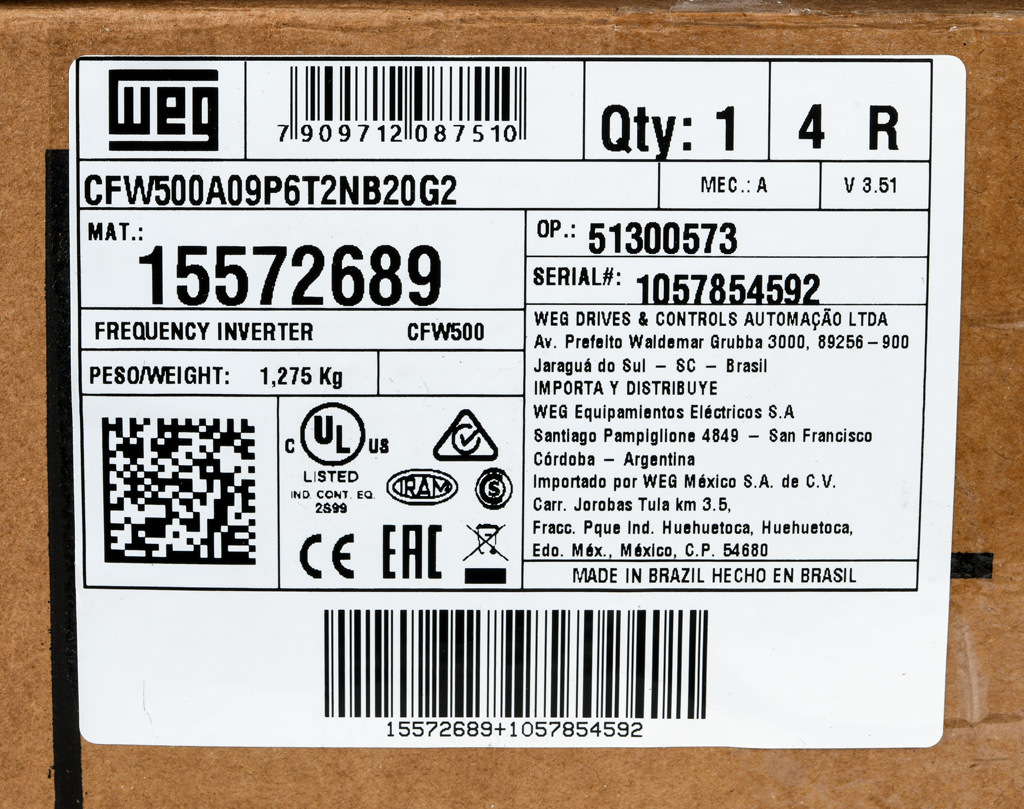 weg
7 909712 087510
Qty: 1
4 R
CFW500A09P6T2NB20G2
MEC.: A
V 3.51
MAT.:
15572689
OP.: 51300573
SERIAL#: 1057854592
FREQUENCY INVERTER CFW500
PESO/WEIGHT: 1,275 Kg
WEG DRIVES & CONTROLS AUTOMAÇÃO LTDA
Av. Prefeito Waldemar Grubba 3000, 89256-900
Jaraguá do Sul - SC - Brasil
IMPORTA Y DISTRIBUYE
WEG Equipamientos Eléctricos S.A
Santiago Pampiglione 4849 - San Francisco
Córdoba - Argentina
Importado por WEG México S.A. de C.V.
Carr. Jorobas Tula km 3.5,
Fracc. Pque Ind. Huehuetoca, Huehuetoca,
Edo. Méx., México, C.P. 54680
MADE IN BRAZIL HECHO EN BRASIL
C UL US
LISTED
IND. CONT. EQ.
2S99
IRAM
S
CE EAC
15572689+1057854592